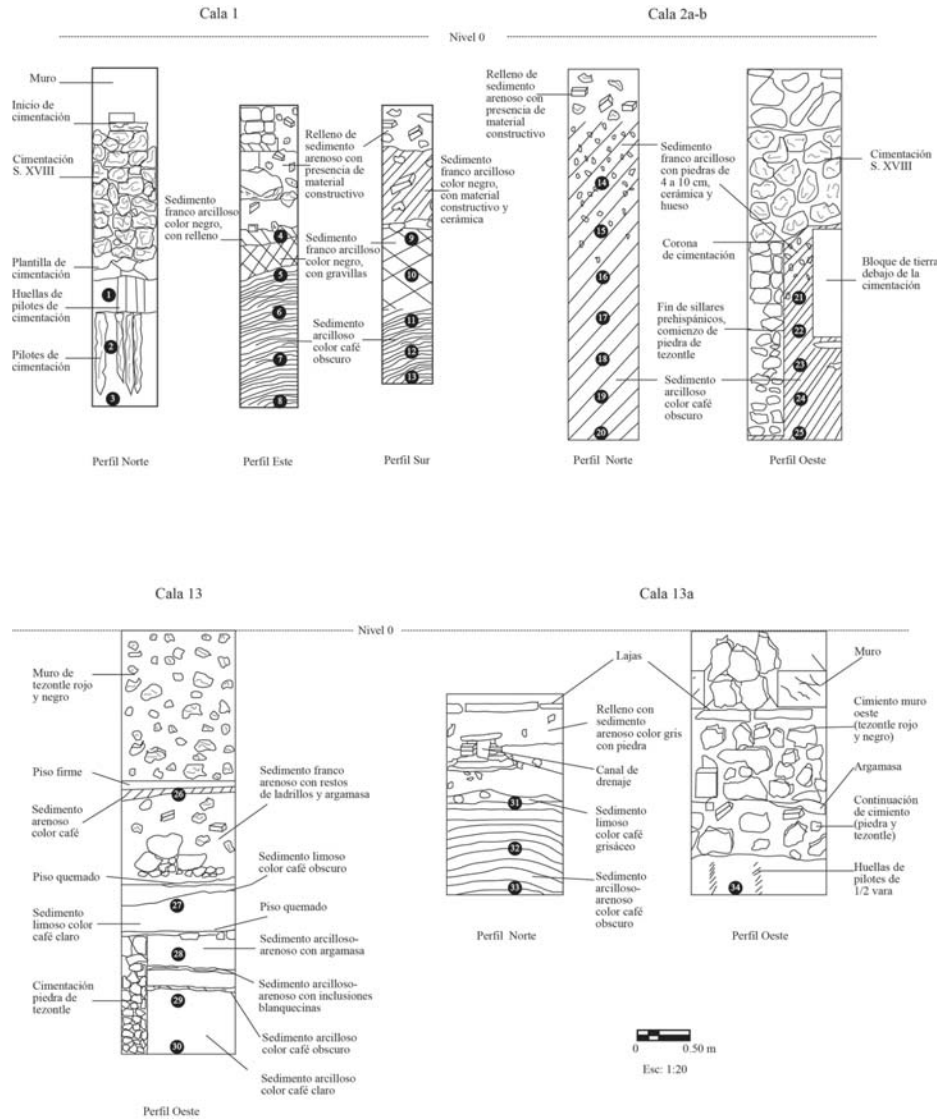 Cala 1
Cala 2a-b
Nivel 0
Muro
Inicio de
cimentación
Cimentación
S. XVIII
Sedimento
franco arcilloso
color negro,
con relleno
Plantilla de
cimentación
Huellas de
pilotes de
cimentación
Pilotes de
cimentación
1
2
3
Perfil Norte
Relleno de
sedimento
arenoso con
presencia de
material
constructivo
Sedimento
franco arcilloso
color negro,
con gravillas
Sedimento
arcilloso
color café
obscuro
4
5
6
7
8
Perfil Este
Sedimento
franco arcilloso
color negro,
con material
constructivo y
cerámica
9
10
11
12
13
Perfil Sur
Relleno de
sedimento
arenoso con
presencia de
material
constructivo
14
15
16
17
18
19
20
Perfil Norte
Sedimento
franco arcilloso
con piedras de
4 a 10 cm,
cerámica y
hueso
Corona
de cimentación
Fin de sillares
prehispánicos,
comienzo de
piedra de
tezontle
Sedimento
arcilloso
color café
obscuro
21
22
23
24
25
Perfil Oeste
Cimentación
S. XVIII
Bloque de tierra
debajo de la
cimentación
Cala 13
Cala 13a
Nivel 0
Muro de
tezontle rojo
y negro
Piso firme
Sedimento
arenoso
color café
Piso quemado
Sedimento
limoso color
café claro
Cimentación
piedra de
tezontle
26
27
28
29
30
Sedimento franco
arenoso con restos
de ladrillos y argamasa
Sedimento limoso
color café obscuro
Piso quemado
Sedimento arcilloso-
arenoso con argamasa
Sedimento arcilloso-
arenoso con inclusiones
blanquecinas
Sedimento arcilloso
color café obscuro
Sedimento arcilloso
color café claro
Perfil Oeste
Lajas
Relleno con
sedimento
arenoso color gris
con piedra
Canal de
drenaje
Sedimento
limoso
color café
grisáceo
Sedimento
arcilloso-
arenoso color café
obscuro
31
32
33
Perfil Norte
Muro
Cimiento muro
oeste
(tezontle rojo
y negro)
Argamasa
Continuación
de cimiento
(piedra y
tezontle)
Huellas de
pilotes de
1/2 vara
34
Perfil Oeste
0 0.50 m
Esc: 1:20